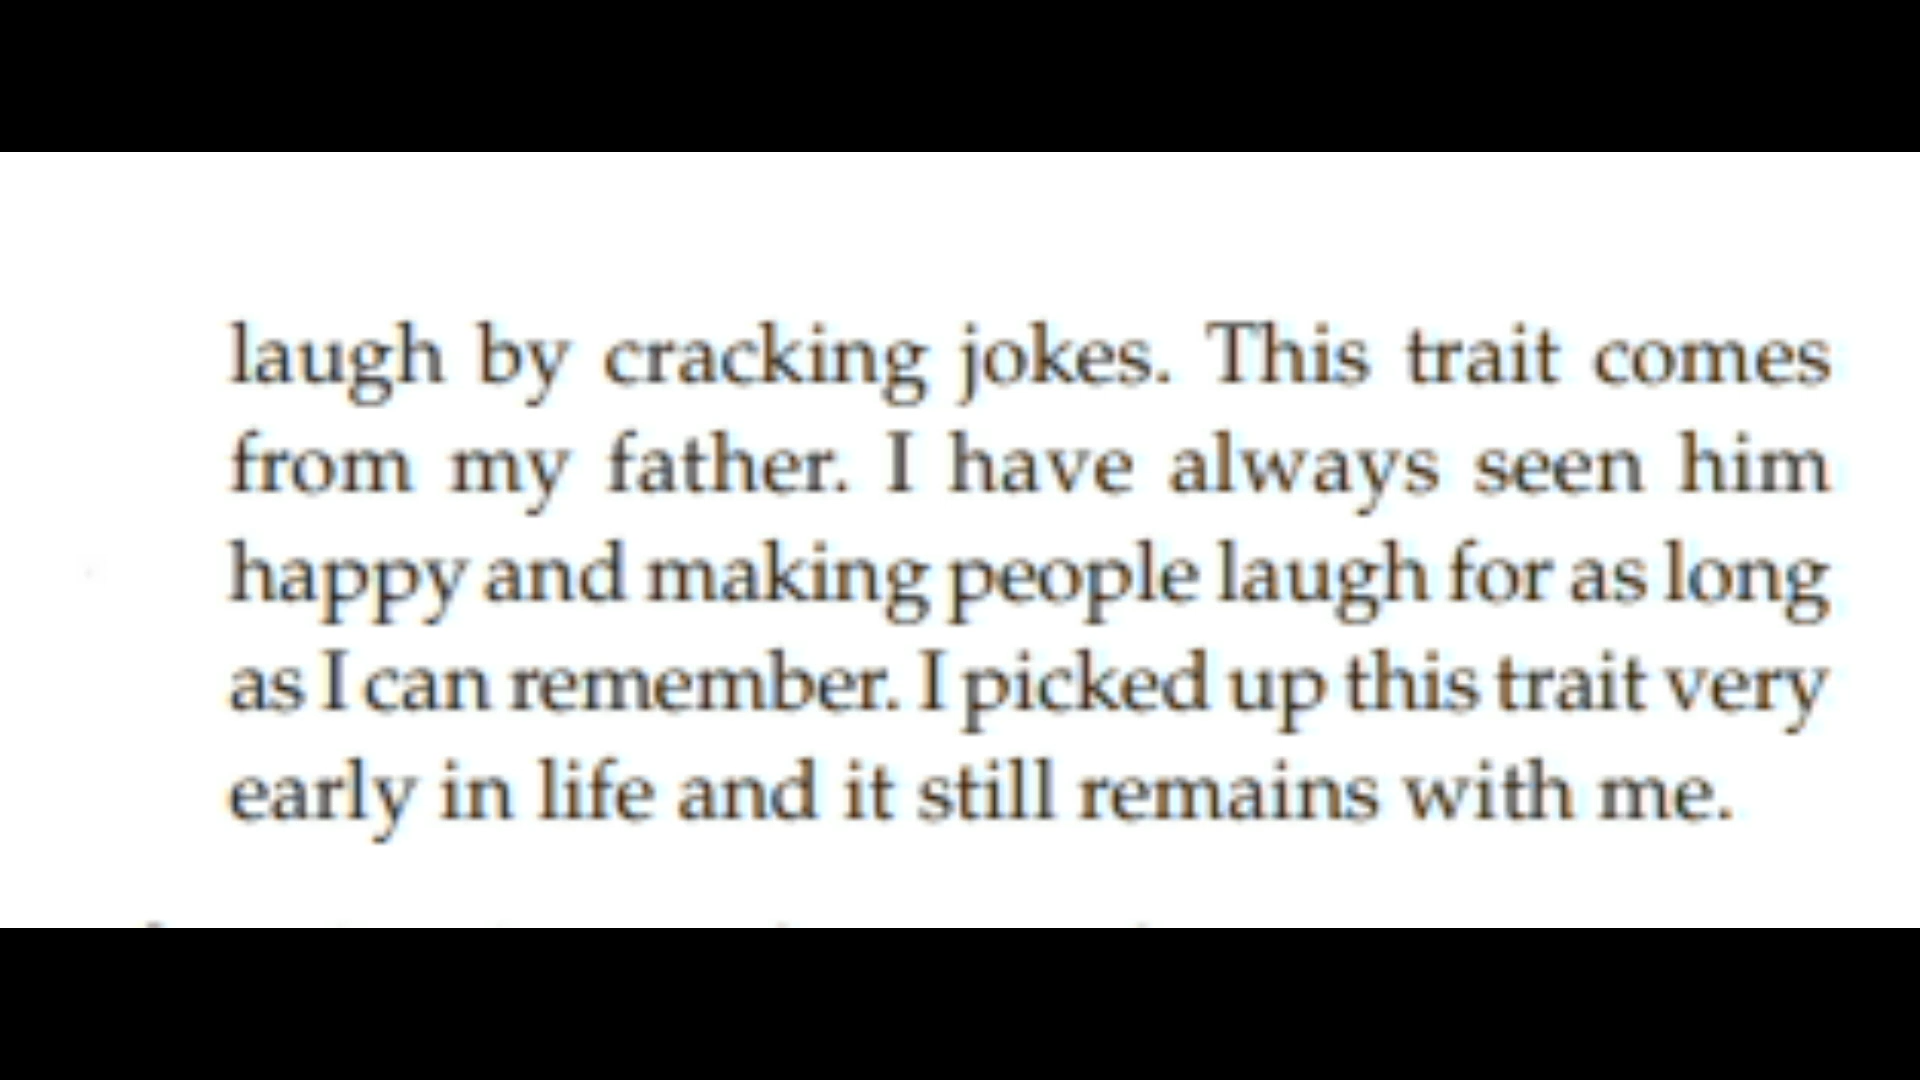 laugh by cracking jokes. This trait comes
from my father. I have always seen him
happy and making people laugh for as long
as I can remember. I picked up this trait very
early in life and it still remains with me.